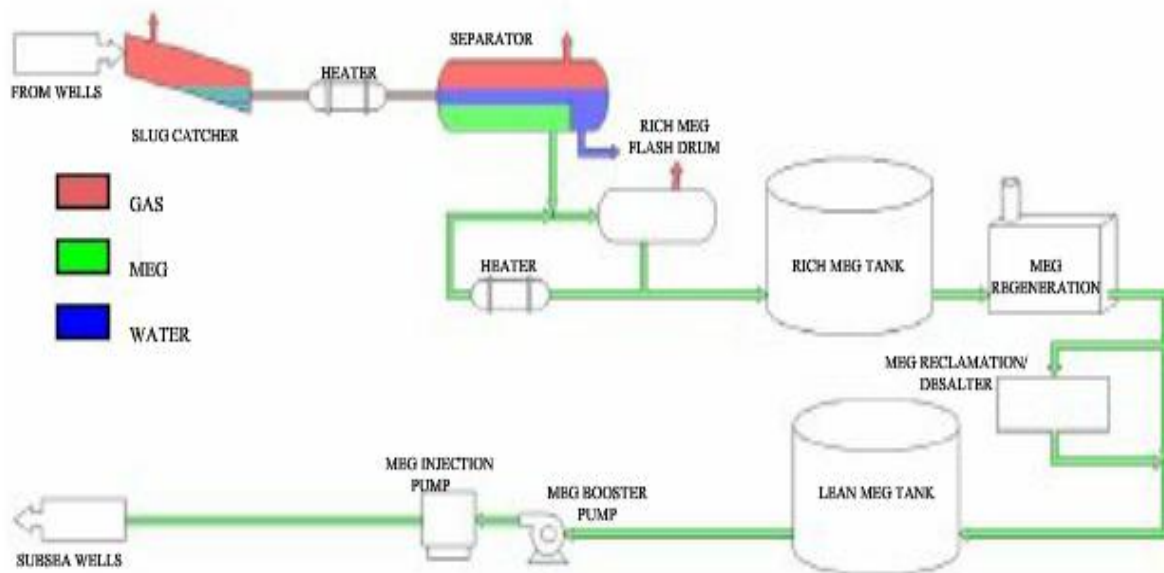 SEPARATOR
HEATER
FROM WELLS
SLUG CATCHER
RICH MEG
FLASH DRUM
GAS
MEG
WATER
HEATER
RICH MEG TANK
MEG
REGENERATION
MEG RECLAMATION/
DESALTER
MEG INJECTION
PUMP
MEG BOOSTER
PUMP
LEAN MEG TANK
SUBSEA WELLS